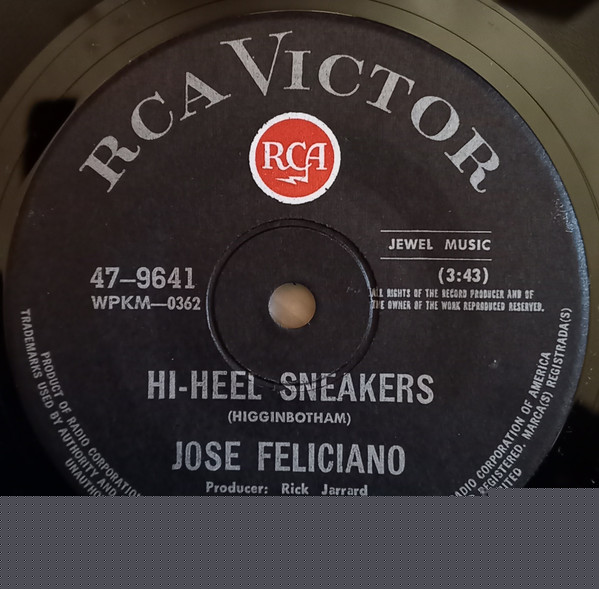 RCA VICTOR
RCA
JEWEL MUSIC
47-9641
(3:43)
WPKM-0362
ALL RIGHTS OF THE RECORD PRODUCER AND OF
THE OWNER OF THE WORK REPRODUCED RESERVED.
HI-HEEL SNEAKERS
(HIGGINBOTHAM)
JOSE FELICIANO
Producer: Rick Jarrard
TRADEMARKS USED BY AUTHORITY AND
PRODUCT OF RADIO CORPORATION
RADIO CORPORATION OF AMERICA
REGISTERED. MARCA(S) REGISTRADA(S)